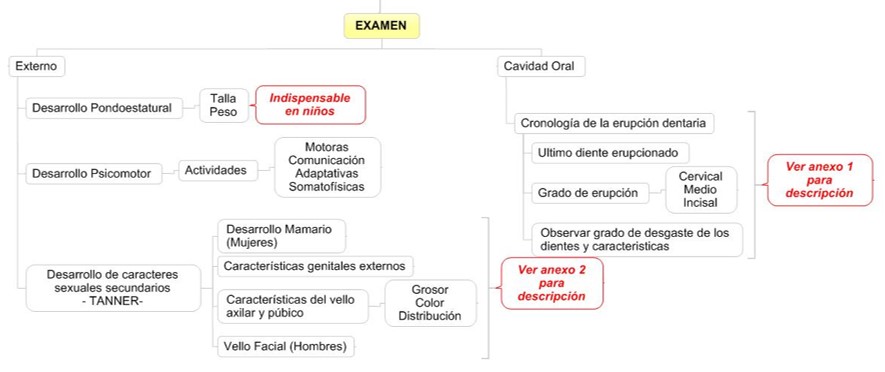 EXAMEN
Externo
Desarrollo Pondoestatural
Talla
Peso
Indispensable
en niños
Desarrollo Psicomotor
Actividades
Motoras
Comunicación
Adaptativas
Somatofísicas
Desarrollo de caracteres
sexuales secundarios
- TANNER-
Desarrollo Mamario
(Mujeres)
Características genitales externos
Características del vello
axilar y púbico
Grosor
Color
Distribución
Vello Facial (Hombres)
Ver anexo 2
para
descripción
Cavidad Oral
Cronología de la erupción dentaria
Ultimo diente erupcionado
Grado de erupción
Cervical
Medio
Incisal
Observar grado de desgaste de los
dientes y caracteristicas
Ver anexo 1
para
descripción